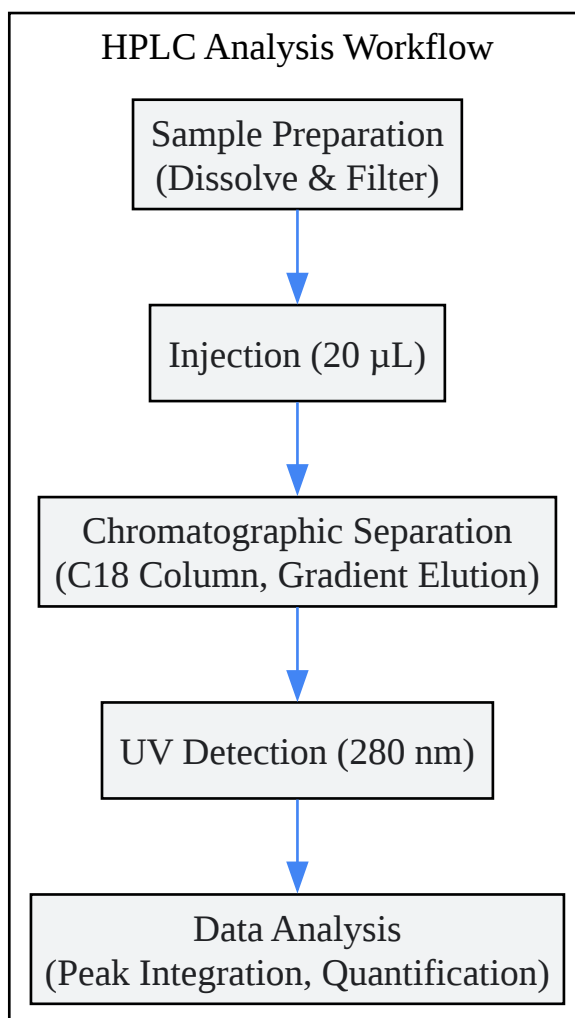 HPLC Analysis Workflow
Sample Preparation
(Dissolve & Filter)
Injection (20 µL)
Chromatographic Separation
(C18 Column, Gradient Elution)
UV Detection (280 nm)
Data Analysis
(Peak Integration, Quantification)